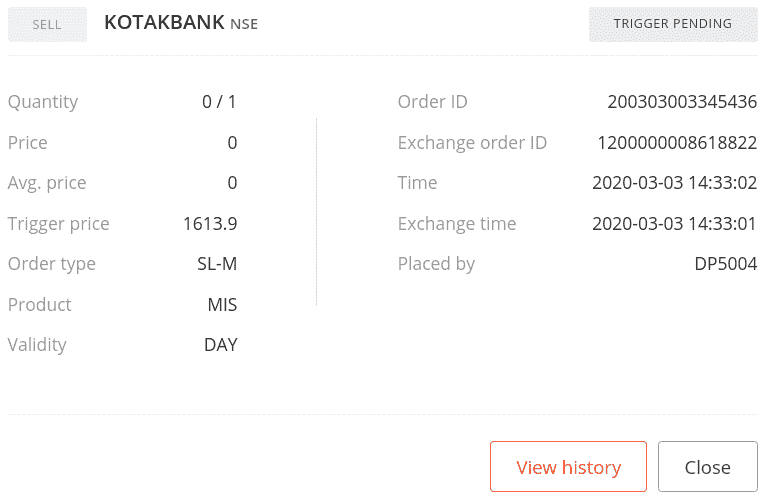 SELL KOTAKBANK NSE TRIGGER PENDING
Quantity 0 / 1 Order ID 200303003345436
Price 0 Exchange order ID 1200000008618822
Avg. price 0 Time 2020-03-03 14:33:02
Trigger price 1613.9 Exchange time 2020-03-03 14:33:01
Order type SL-M Placed by DP5004
Product MIS
Validity DAY
View history Close